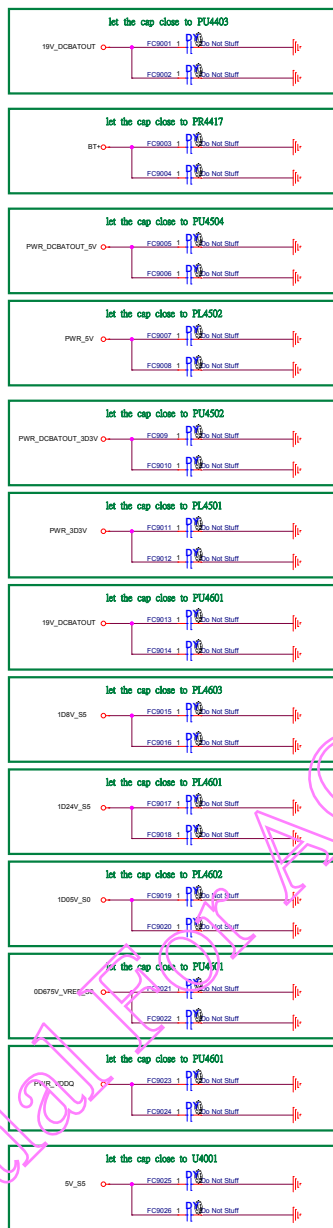 let the cap close to PU4403
19V_DCBATOUT FC9001 1 DY Do Not Stuff
FC9002 1 DY Do Not Stuff
let the cap close to PR4417
BT+ FC9003 1 DY Do Not Stuff
FC9004 1 DY Do Not Stuff
let the cap close to PU4504
PWR_DCBATOUT_5V FC9005 1 DY Do Not Stuff
FC9006 1 DY Do Not Stuff
let the cap close to PL4502
PWR_5V FC9007 1 DY Do Not Stuff
FC9008 1 DY Do Not Stuff
let the cap close to PU4502
PWR_DCBATOUT_3D3V FC909 1 DY Do Not Stuff
FC9010 1 DY Do Not Stuff
let the cap close to PL4501
PWR_3D3V FC9011 1 DY Do Not Stuff
FC9012 1 DY Do Not Stuff
let the cap close to PU4601
19V_DCBATOUT FC9013 1 DY Do Not Stuff
FC9014 1 DY Do Not Stuff
let the cap close to PL4603
1D8V_S5 FC9015 1 DY Do Not Stuff
FC9016 1 DY Do Not Stuff
let the cap close to PL4601
1D24V_S5 FC9017 1 DY Do Not Stuff
FC9018 1 DY Do Not Stuff
let the cap close to PL4602
1D05V_S0 FC9019 1 DY Do Not Stuff
FC9020 1 DY Do Not Stuff
let the cap close to
FC9021 1 DY Do Not Stuff
FC9022 1 DY Do Not Stuff
let the cap close to PU4601
FC9023 1 DY Do Not Stuff
FC9024 1 DY Do Not Stuff
let the cap close to U4001
5V_S5 FC9025 1 DY Do Not Stuff
FC9026 1 DY Do Not Stuff
For